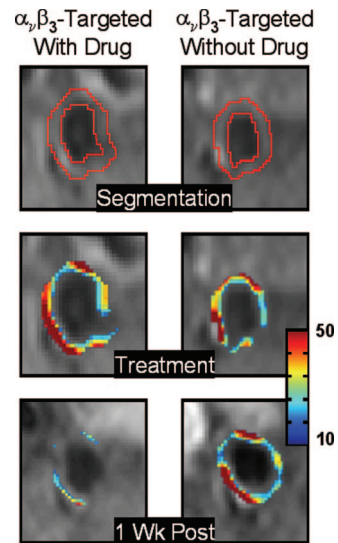 αᵥβ₃-Targeted With Drug
αᵥβ₃-Targeted Without Drug
Segmentation
Treatment
50
10
1 Wk Post